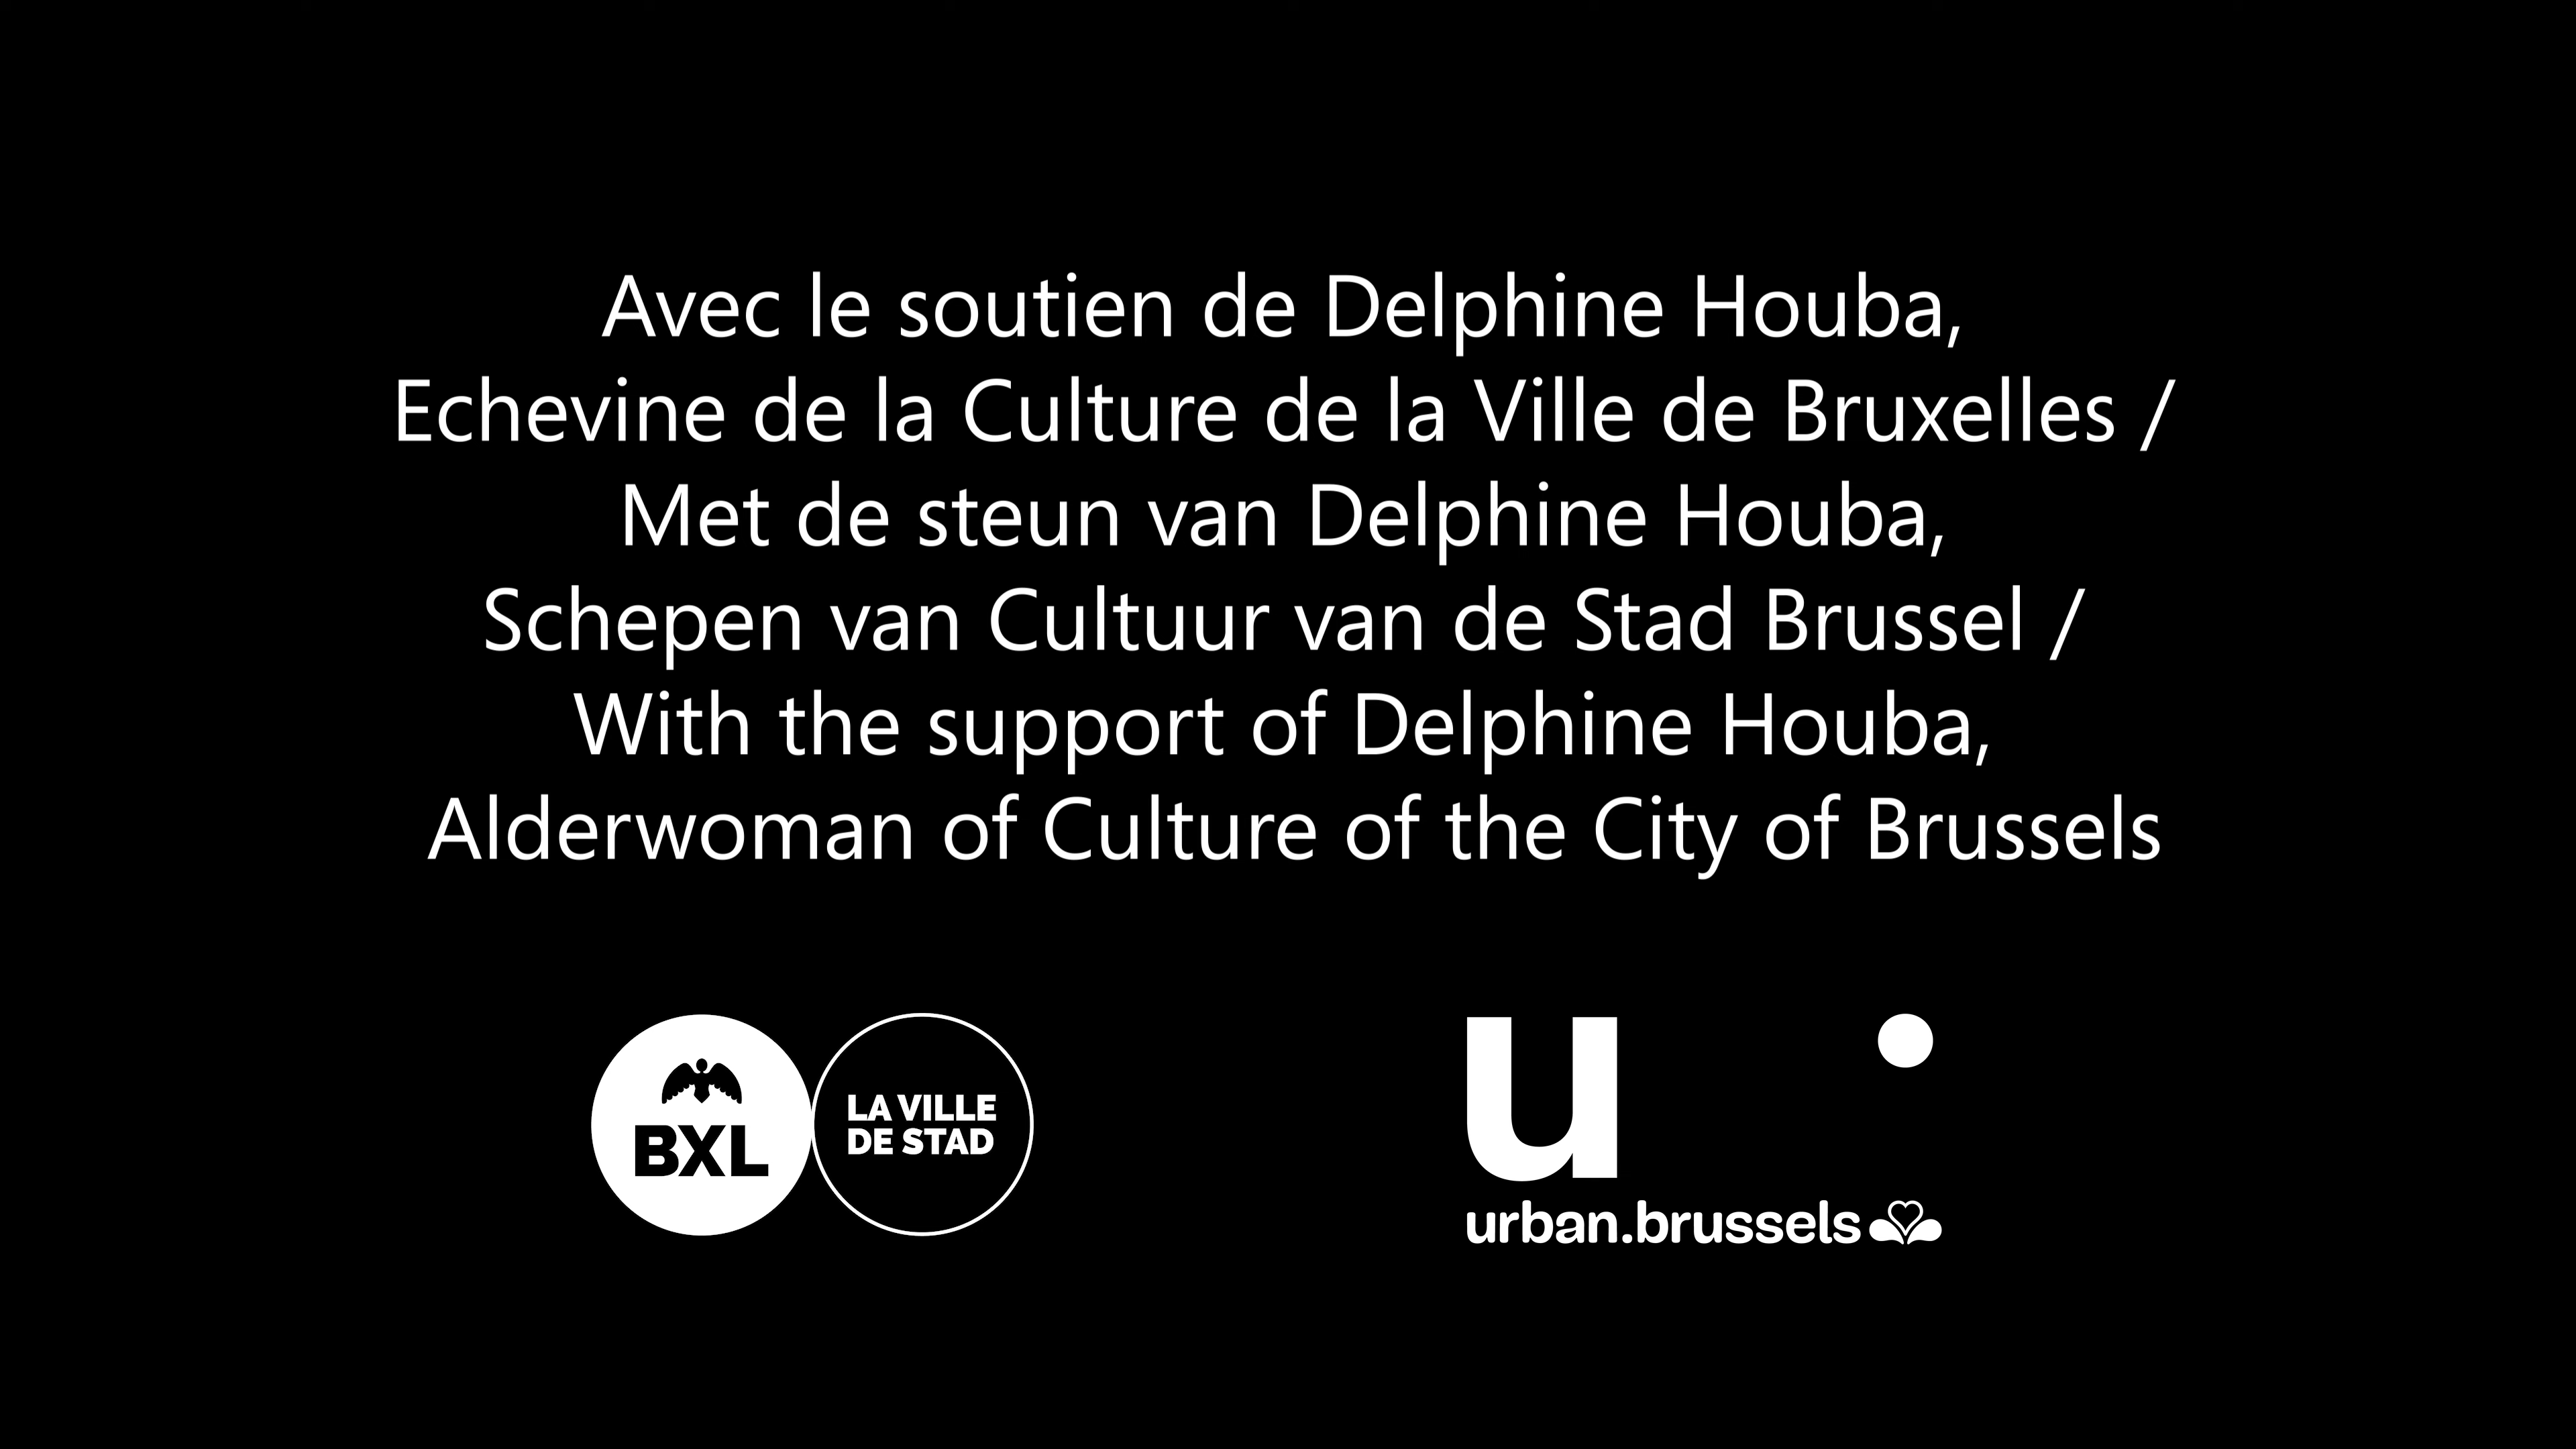 Avec le soutien de Delphine Houba,
Echevine de la Culture de la Ville de Bruxelles /
Met de steun van Delphine Houba,
Schepen van Cultuur van de Stad Brussel /
With the support of Delphine Houba,
Alderwoman of Culture of the City of Brussels
BXL
LA VILLE
DE STAD
u
urban.brussels